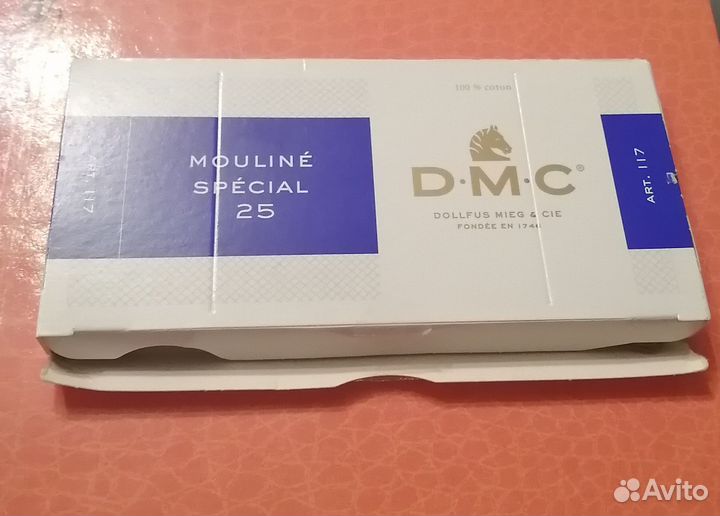 100 % coton
MOULINÉ
SPÉCIAL
25
D·M·C®
DOLLFUS MIEG & CIE
FONDÉE EN 1746
ART. 117
ART. 117
Avito